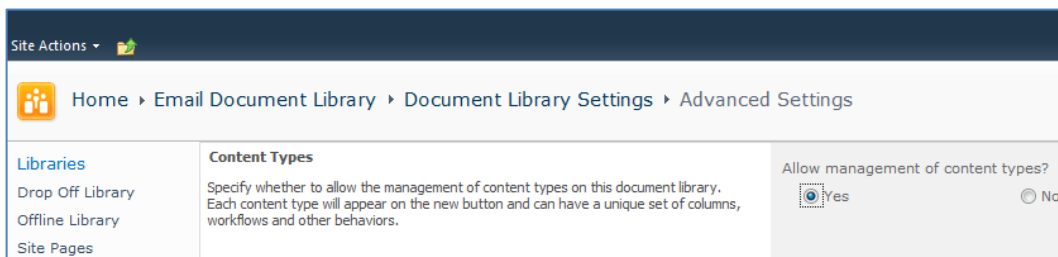 Site Actions
Home Email Document Library Document Library Settings Advanced Settings
Libraries
Drop Off Library
Offline Library
Site Pages
Content Types
Specify whether to allow the management of content types on this document library.
Each content type will appear on the new button and can have a unique set of columns,
workflows and other behaviors.
Allow management of content types?
Yes No